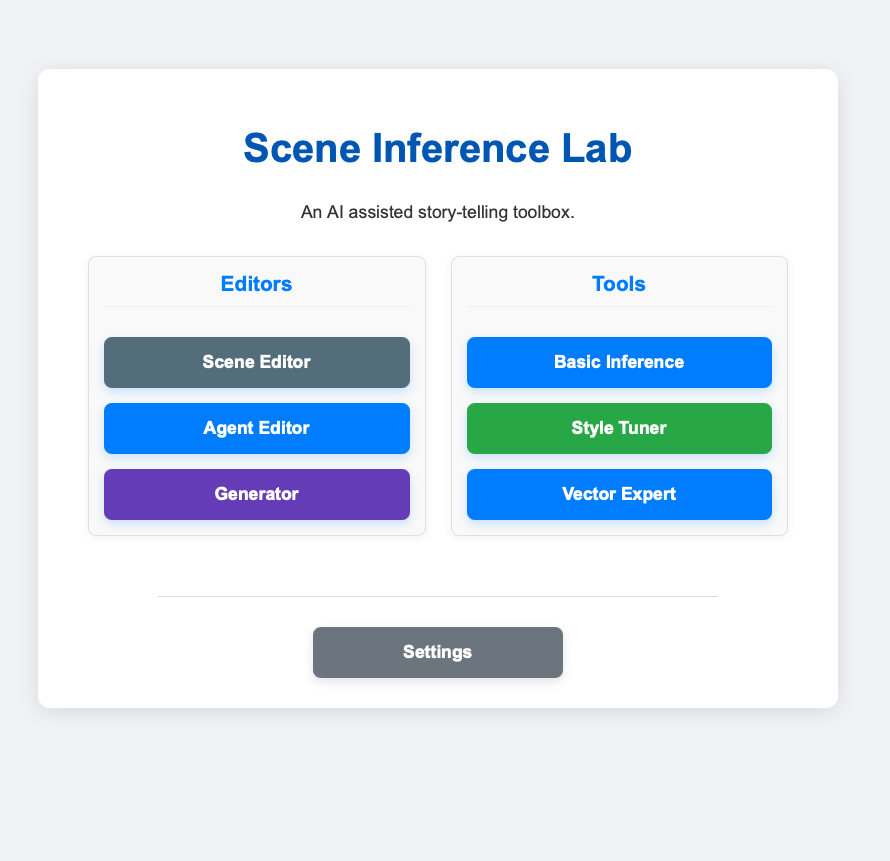 Scene Inference Lab
An AI assisted story-telling toolbox.
Editors
Scene Editor
Agent Editor
Generator
Tools
Basic Inference
Style Tuner
Vector Expert
Settings